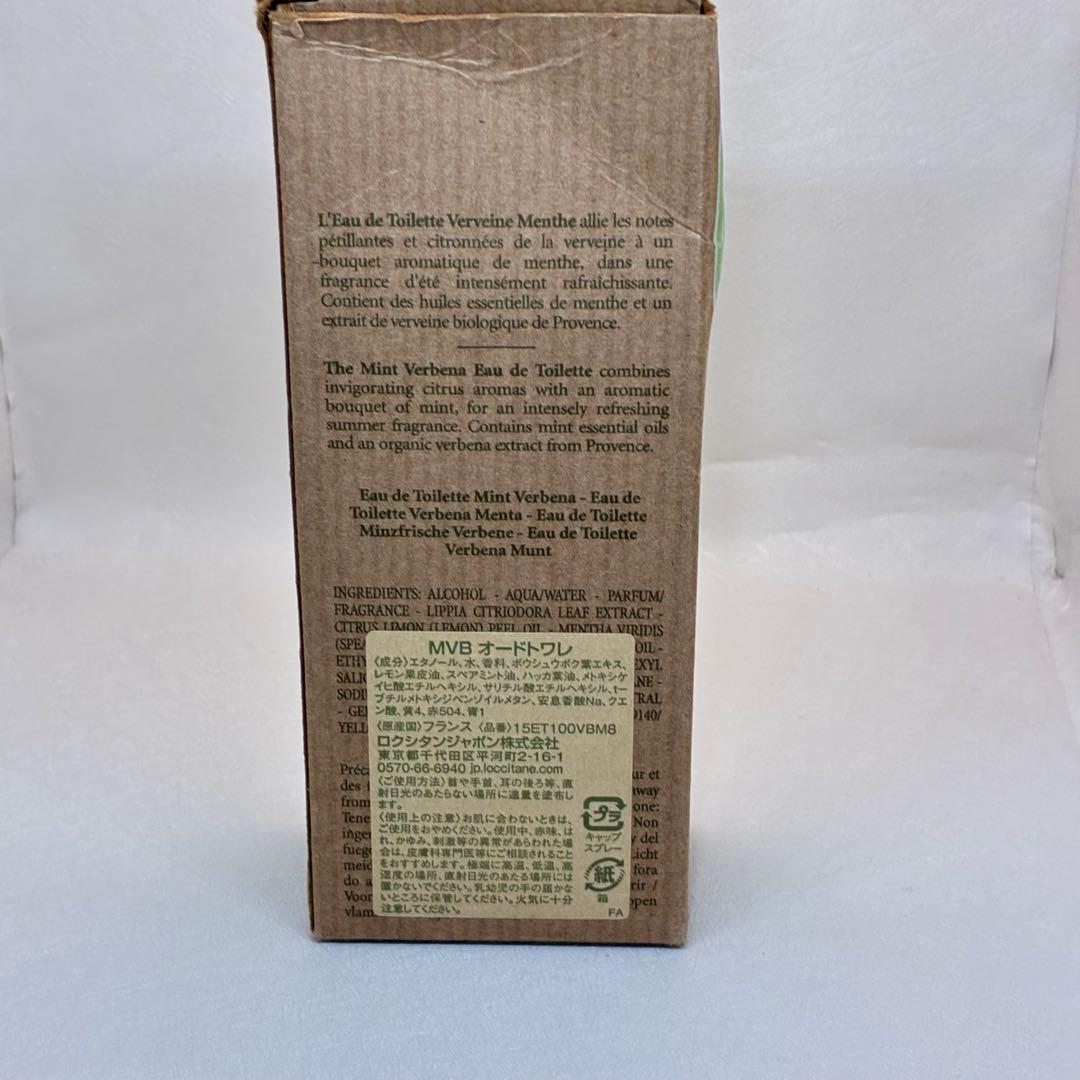 L'Eau de Toilette Verveine Menthe allie les notes
pétillantes et citronnées de la verveine à un
bouquet aromatique de menthe, dans une
fragrance d'été intensément rafraîchissante.
Contient des huiles essentielles de menthe et un
extrait de verveine biologique de Provence.
The Mint Verbena Eau de Toilette combines
invigorating citrus aromas with an aromatic
bouquet of mint, for an intensely refreshing
summer fragrance. Contains mint essential oils
and an organic verbena extract from Provence.
Eau de Toilette Mint Verbena - Eau de
Toilette Verbena Menta - Eau de Toilette
Minzfrische Verbene - Eau de Toilette
Verbena Munt
INGREDIENTS: ALCOHOL - AQUA/WATER - PARFUM/
FRAGRANCE - LIPPIA CITRIODORA LEAF EXTRACT -
CITRUS LIMON (LEMON) PEEL OIL - MENTHA VIRIDIS
MVB オードトワレ
〈成分〉エタノール、水、香料、ボウシュウボク葉エキス、
レモン果皮油、スペアミント油、ハッカ葉油、メトキシケ
イヒ酸エチルヘキシル、サリチル酸エチルヘキシル、t-ブ
チルメトキシジベンゾイルメタン、安息香酸Na、クエ
ン酸、黄4、赤504、青1
〈原産国〉フランス 〈品番〉15ET100VBM8
ロクシタンジャポン株式会社
東京都千代田区平河町2-16-1
0570-66-6940 jp.loccitane.com
〈ご使用方法〉首や手首、耳の後ろ等、直
射日光のあたらない場所に適量を塗布し
ます。
〈使用上の注意〉お肌に合わないときは、
ご使用をおやめください。使用中、赤味、は
れ、かゆみ、刺激等の異常があらわれた場
合は、皮膚科専門医等にご相談されること
をおすすめします。極端に高温、低温、高
湿度の場所、直射日光のあたる場所には
置かないでください。乳幼児の手の届かな
いところに保管してください。火気に十分
注意してください。
プラ
キャップ
スプレー
紙
箱
FA